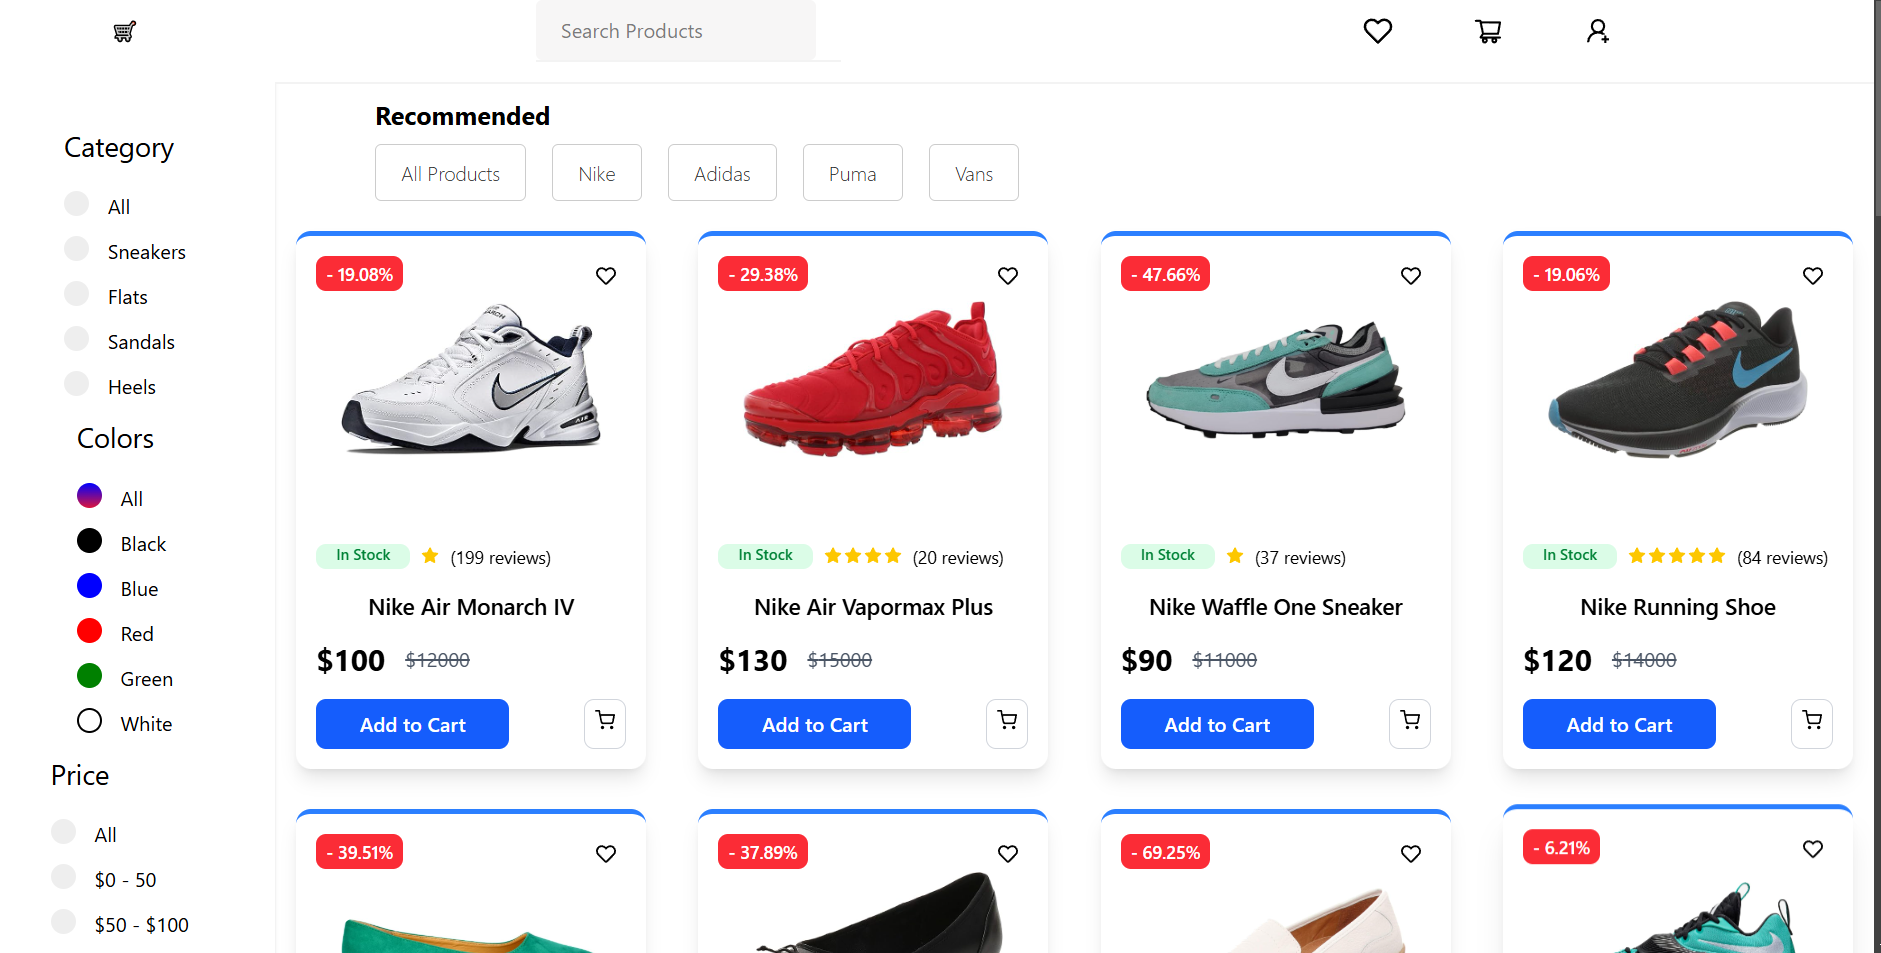 Search Products
Category
All
Sneakers
Flats
Sandals
Heels
Colors
All
Black
Blue
Red
Green
White
Price
All
$0 - 50
$50 - $100
Recommended
All Products Nike Adidas Puma Vans
- 19.08%
In Stock (199 reviews)
Nike Air Monarch IV
$100 $12000
Add to Cart
- 29.38%
In Stock (20 reviews)
Nike Air Vapormax Plus
$130 $15000
Add to Cart
- 47.66%
In Stock (37 reviews)
Nike Waffle One Sneaker
$90 $11000
Add to Cart
- 19.06%
In Stock (84 reviews)
Nike Running Shoe
$120 $14000
Add to Cart
- 39.51%
- 37.89%
- 69.25%
- 6.21%